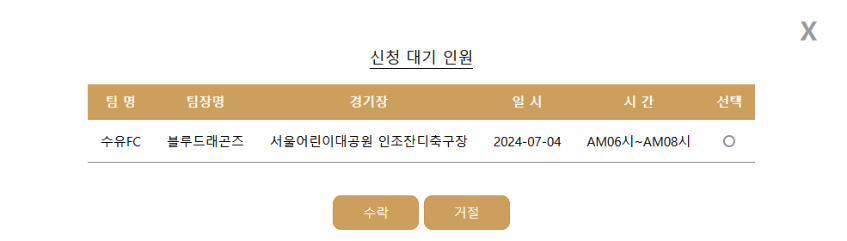 X
신청 대기 인원
팀 명 팀장명 경기장 일 시 시 간 선택
수유FC 블루드래곤즈 서울어린이대공원 인조잔디축구장 2024-07-04 AM06시~AM08시
수락 거절